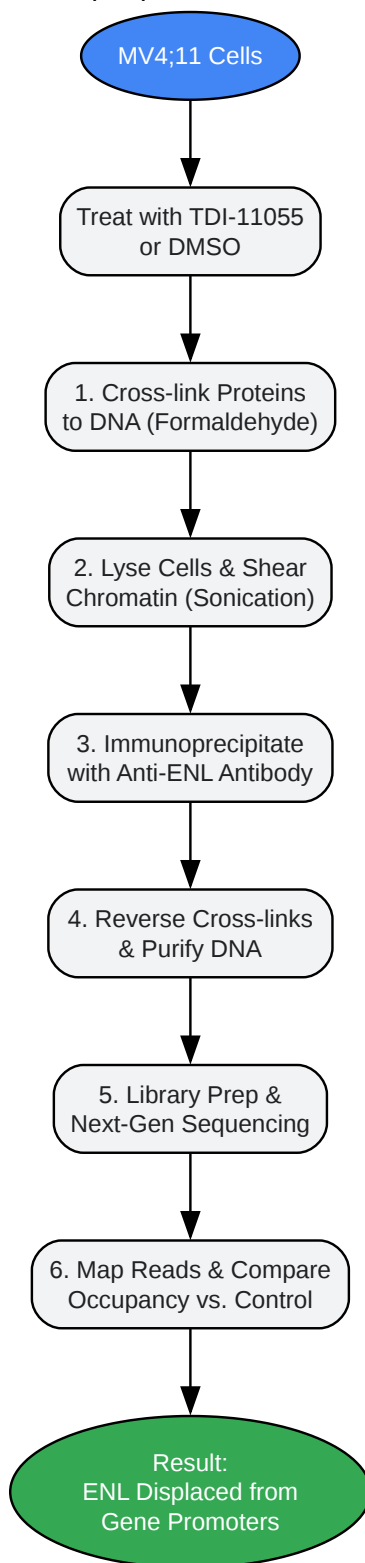 MV4;11 Cells
Treat with TDI-11055
or DMSO
1. Cross-link Proteins
to DNA (Formaldehyde)
2. Lyse Cells & Shear
Chromatin (Sonication)
3. Immunoprecipitate
with Anti-ENL Antibody
4. Reverse Cross-links
& Purify DNA
5. Library Prep &
Next-Gen Sequencing
6. Map Reads & Compare
Occupancy vs. Control
Result:
ENL Displaced from
Gene Promoters